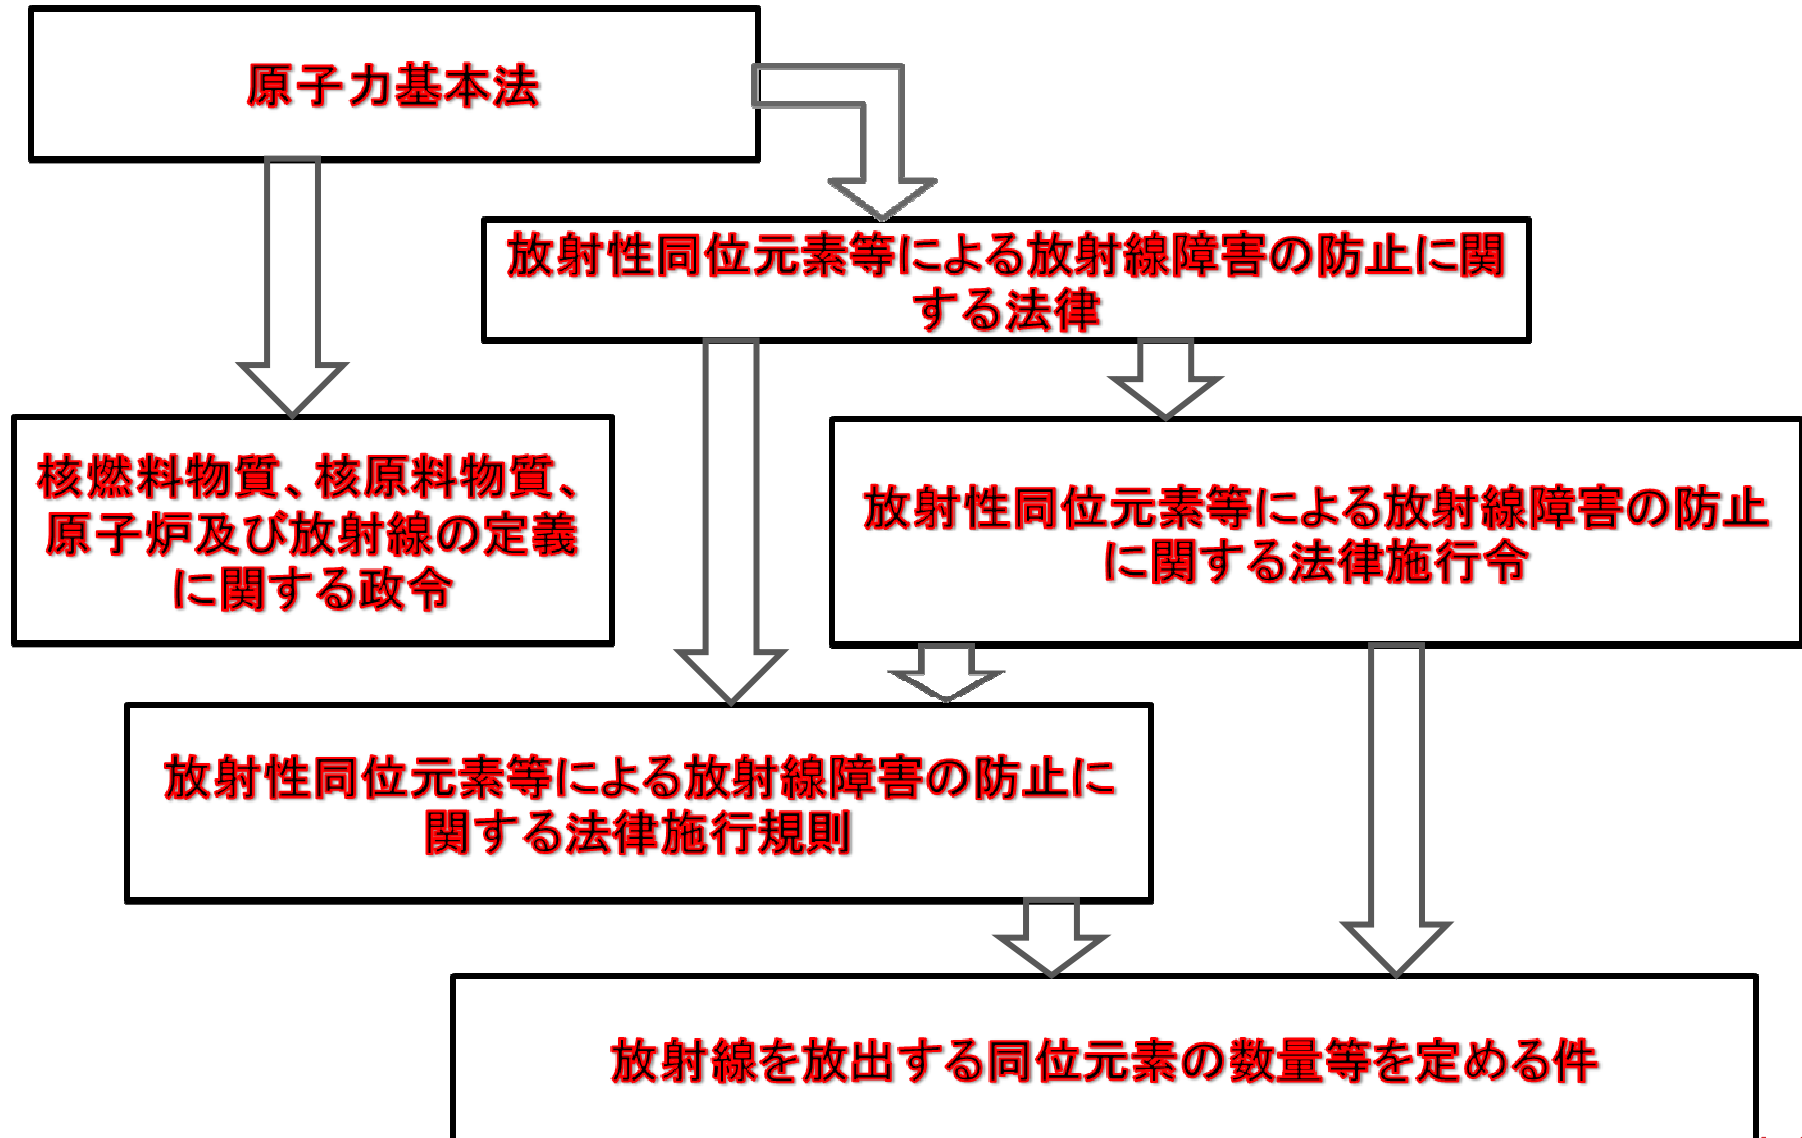 原子力基本法
放射性同位元素等による放射線障害の防止に関
する法律
核燃料物質、核原料物質、
原子炉及び放射線の定義
に関する政令
放射性同位元素等による放射線障害の防止
に関する法律施行令
放射性同位元素等による放射線障害の防止に
関する法律施行規則
放射線を放出する同位元素の数量等を定める件